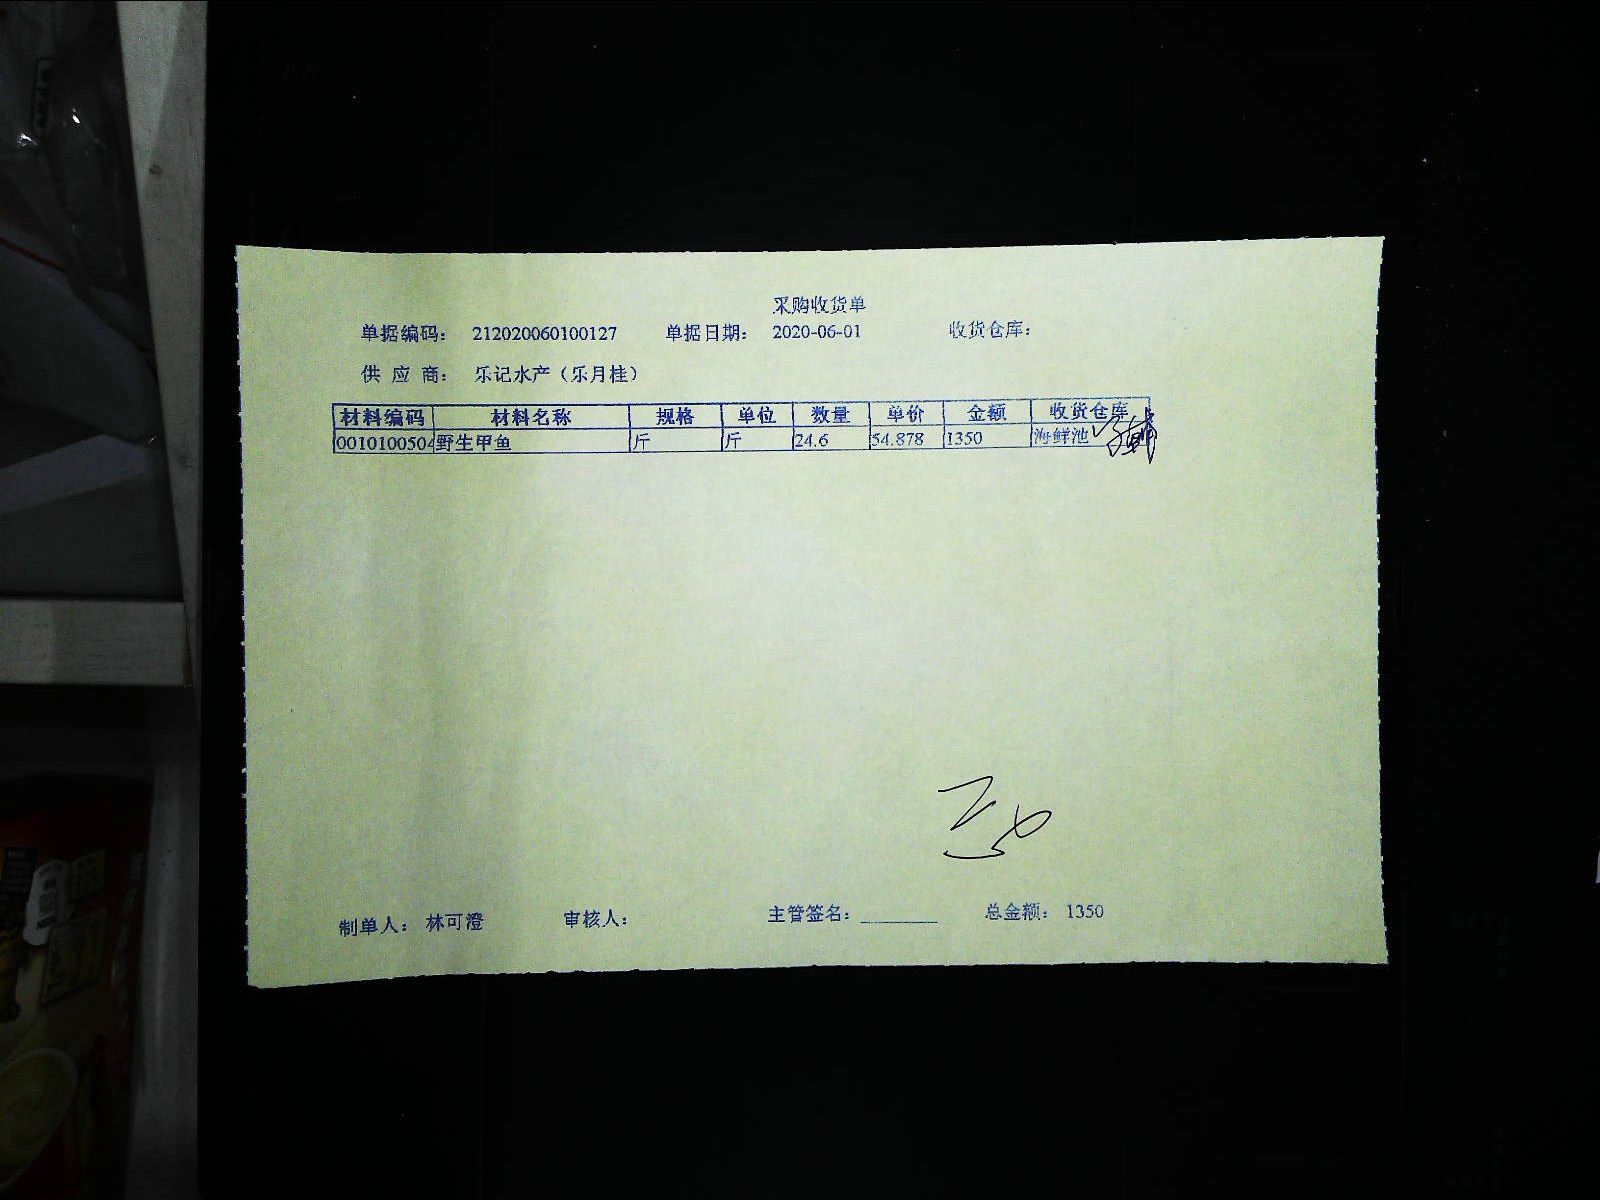 采购收货单
单据编码： 212020060100127 单据日期： 2020-06-01 收货仓库：
供 应 商： 乐记水产（乐月桂）
材料编码 材料名称 规格 单位 数量 单价 金额 收货仓库
0010100504 野生甲鱼 斤 斤 24.6 54.878 1350 海鲜池
制单人： 林可澄 审核人： 主管签名： 总金额： 1350